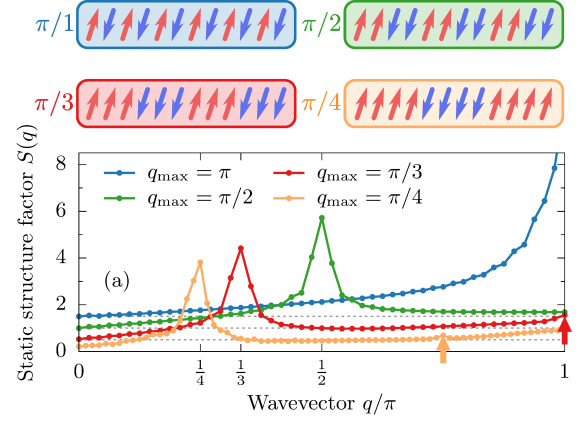 π/1
π/2
π/3
π/4
Static structure factor S(q)
8
6
4
2
0
q_max = π
q_max = π/3
q_max = π/2
q_max = π/4
(a)
0
1/4
1/3
1/2
1
Wavevector q/π